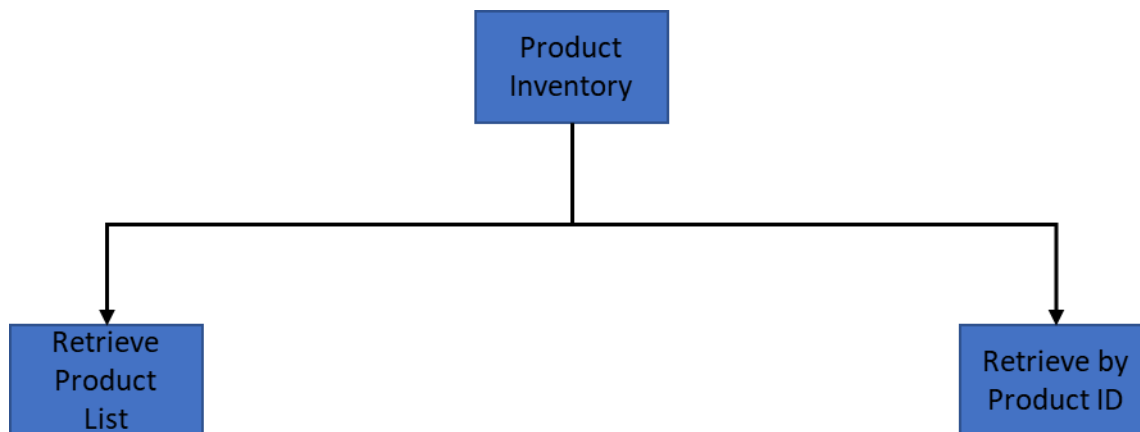 Product
Inventory
Retrieve
Product
List
Retrieve by
Product ID